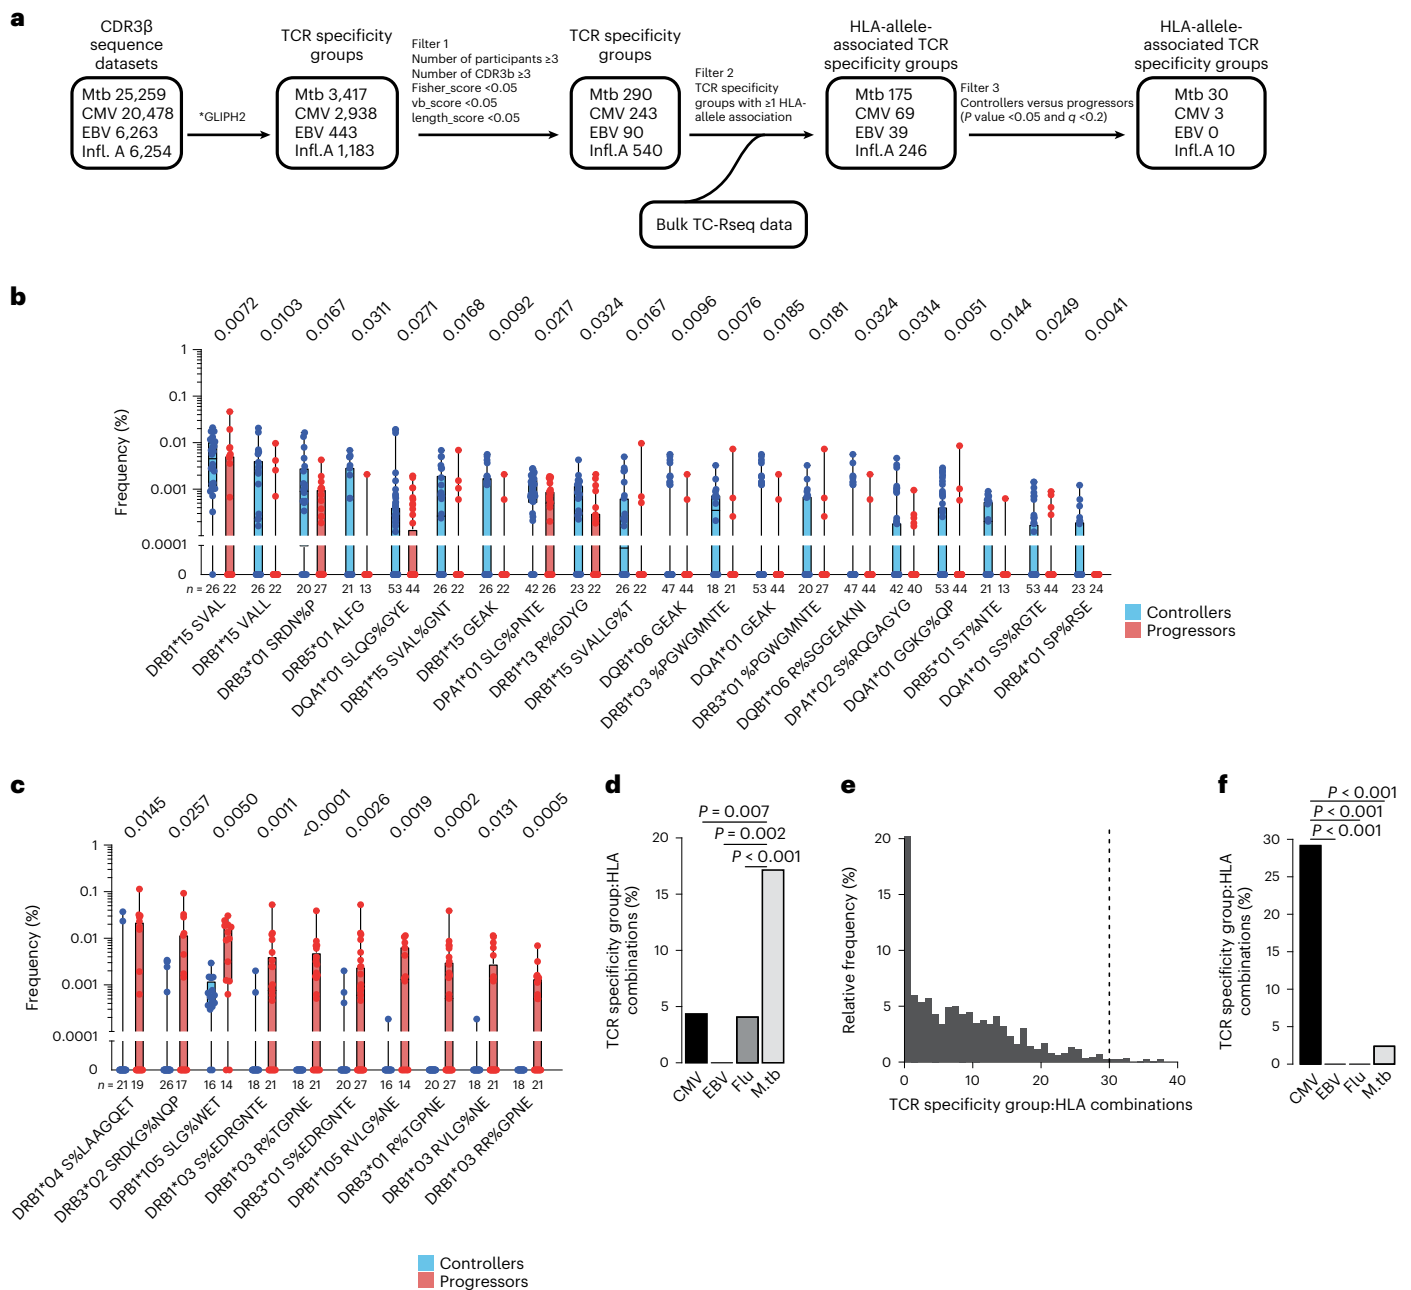 a
CDR3β
sequence
datasets
Mtb 25,259
CMV 20,478
EBV 6,263
Infl. A 6,254
*GLIPH2
TCR specificity
groups
Mtb 3,417
CMV 2,938
EBV 443
Infl.A 1,183
Filter 1
Number of participants ≥3
Number of CDR3b ≥3
Fisher_score <0.05
vb_score <0.05
length_score <0.05
TCR specificity
groups
Mtb 290
CMV 243
EBV 90
Infl.A 540
Filter 2
TCR specificity
groups with ≥1 HLA-
allele association
Bulk TC-Rseq data
HLA-allele-
associated TCR
specificity groups
Mtb 175
CMV 69
EBV 39
Infl.A 246
Filter 3
Controllers versus progressors
(P value <0.05 and q <0.2)
HLA-allele-
associated TCR
specificity groups
Mtb 30
CMV 3
EBV 0
Infl.A 10
b
0.0072 0.0103 0.0167 0.0311 0.0271 0.0168 0.0092 0.0217 0.0324 0.0167 0.0096 0.0076 0.0185 0.0181 0.0324 0.0314 0.0051 0.0144 0.0249 0.0041
Frequency (%)
1
0.1
0.01
0.001
0.0001
0
n = 26 22 26 22 20 27 21 13 53 44 26 22 26 22 42 26 23 22 26 22 47 44 18 21 53 44 20 27 47 44 42 40 53 44 21 13 53 44 23 24
DRB1*15 SVAL
DRB1*15 VALL
DRB3*01 SRDN%P
DRB5*01 ALFG
DQA1*01 SLQG%GYE
DRB1*15 SVAL%GNT
DRB1*15 GEAK
DPA1*01 SLG%PNTE
DRB1*13 R%GDYG
DRB1*15 SVALLG%T
DQB1*06 GEAK
DRB1*03 %PGWGMNTE
DQA1*01 GEAK
DRB3*01 %PGWGMNTE
DQB1*06 R%SGGEAKNI
DPA1*02 S%RQGAGYG
DQA1*01 GGKG%QP
DRB5*01 ST%NTE
DQA1*01 SS%RGTE
DRB4*01 SP%RSE
Controllers
Progressors
c
0.0145 0.0257 0.0050 0.0011 <0.0001 0.0026 0.0019 0.0002 0.0131 0.0005
Frequency (%)
1
0.1
0.01
0.001
0.0001
0
n = 21 19 26 17 16 14 18 21 18 21 20 27 16 14 20 27 18 21 18 21
DRB1*04 S%LAAGQET
DRB3*02 SRDKG%NQP
DPB1*105 SLG%WET
DRB1*03 S%EDRGNTE
DRB1*03 R%TGPNE
DRB3*01 S%EDRGNTE
DPB1*105 RVLG%NE
DRB3*01 R%TGPNE
DRB1*03 RVLG%NE
DRB1*03 RR%GPNE
Controllers
Progressors
d
P = 0.007
P = 0.002
P < 0.001
TCR specificity group:HLA
combinations (%)
20
15
10
5
0
CMV
EBV
Flu
M.tb
e
Relative frequency (%)
20
15
10
5
0
0 10 20 30 40
TCR specificity group:HLA combinations
f
P < 0.001
P < 0.001
P < 0.001
TCR specificity group:HLA
combinations (%)
30
25
20
15
10
5
0
CMV
EBV
Flu
M.tb